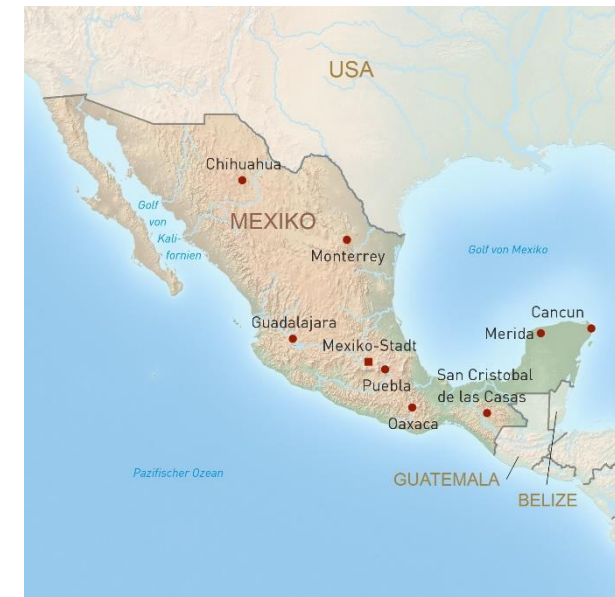 USA
Chihuahua
Golf
von
Kali-
fornien
MEXIKO
Monterrey
Golf von Mexiko
Cancun
Merida
Guadalajara
Mexiko-Stadt
Puebla
San Cristobal
de las Casas
Oaxaca
Pazifischer Ozean
GUATEMALA
BELIZE